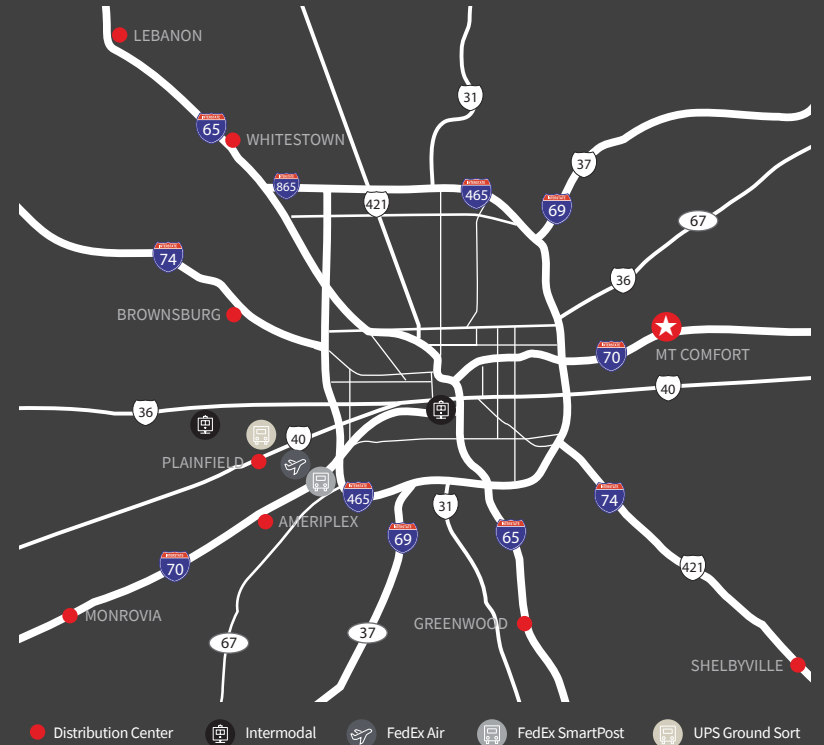 LEBANON
31
65
WHITESTOWN
37
865
465
421
69
67
74
36
BROWNSBURG
70
MT COMFORT
40
36
40
PLAINFIELD
465
74
31
AMERIPLEX
69
65
70
421
MONROVIA
GREENWOOD
37
67
SHELBYVILLE
Distribution Center
Intermodal
FedEx Air
FedEx SmartPost
UPS Ground Sort